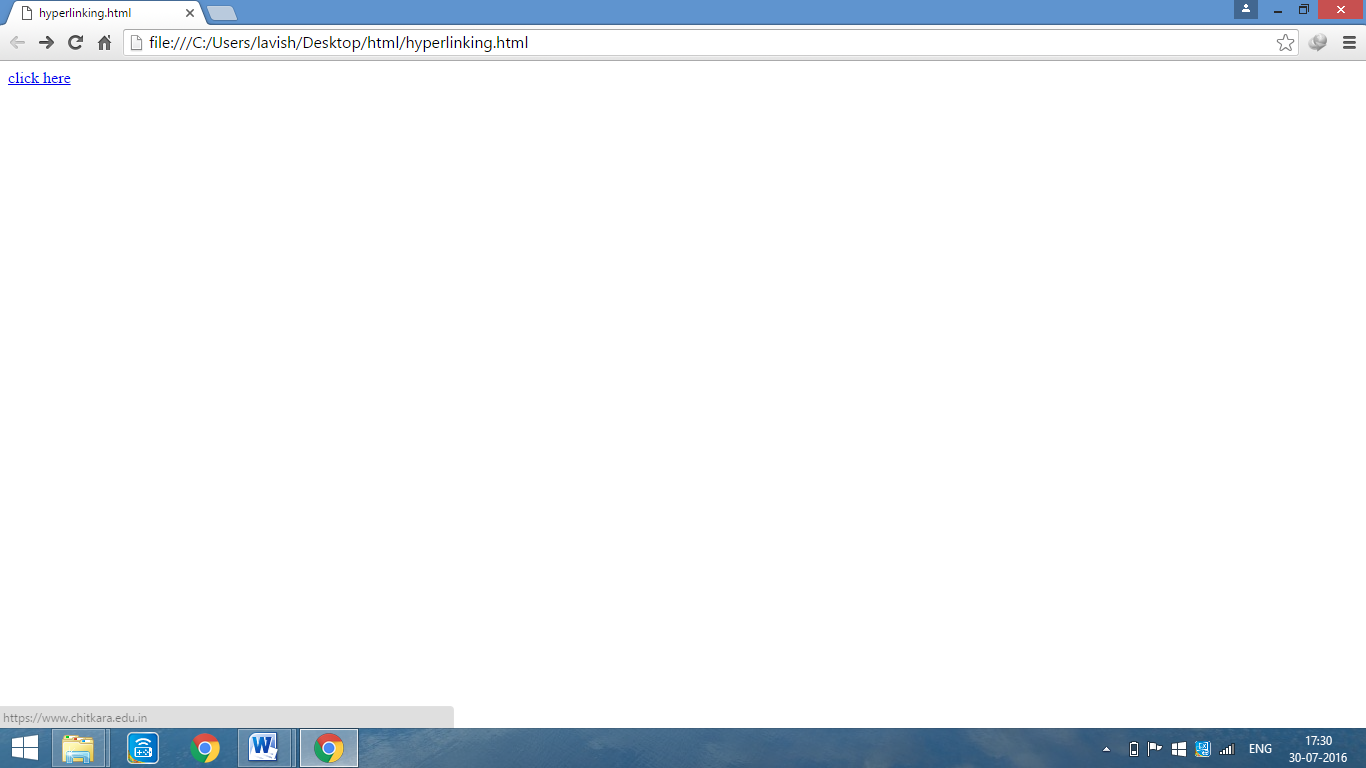 hyperlinking.html
file:///C:/Users/lavish/Desktop/html/hyperlinking.html
click here
https://www.chitkara.edu.in
ENG
17:30
30-07-2016